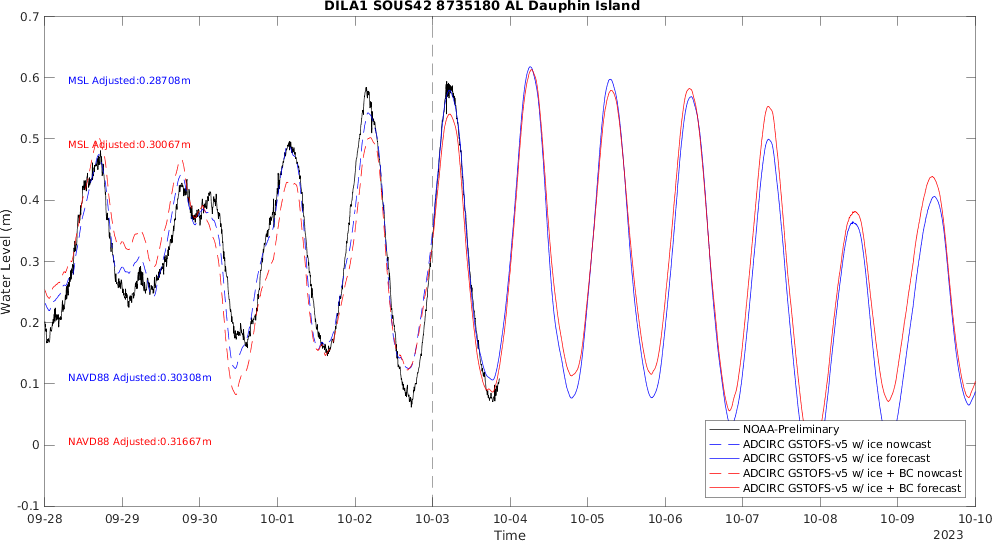 DILA1 SOUS42 8735180 AL Dauphin Island
0.7
0.6
0.5
0.4
0.3
0.2
0.1
0
-0.1
Water Level (m)
MSL Adjusted:0.28708m
MSL Adjusted:0.30067m
NAVD88 Adjusted:0.30308m
NAVD88 Adjusted:0.31667m
NOAA-Preliminary
ADCIRC GSTOFS-v5 w/ ice nowcast
ADCIRC GSTOFS-v5 w/ ice forecast
ADCIRC GSTOFS-v5 w/ ice + BC nowcast
ADCIRC GSTOFS-v5 w/ ice + BC forecast
09-28 09-29 09-30 10-01 10-02 10-03 10-04 10-05 10-06 10-07 10-08 10-09 10-10
Time
2023